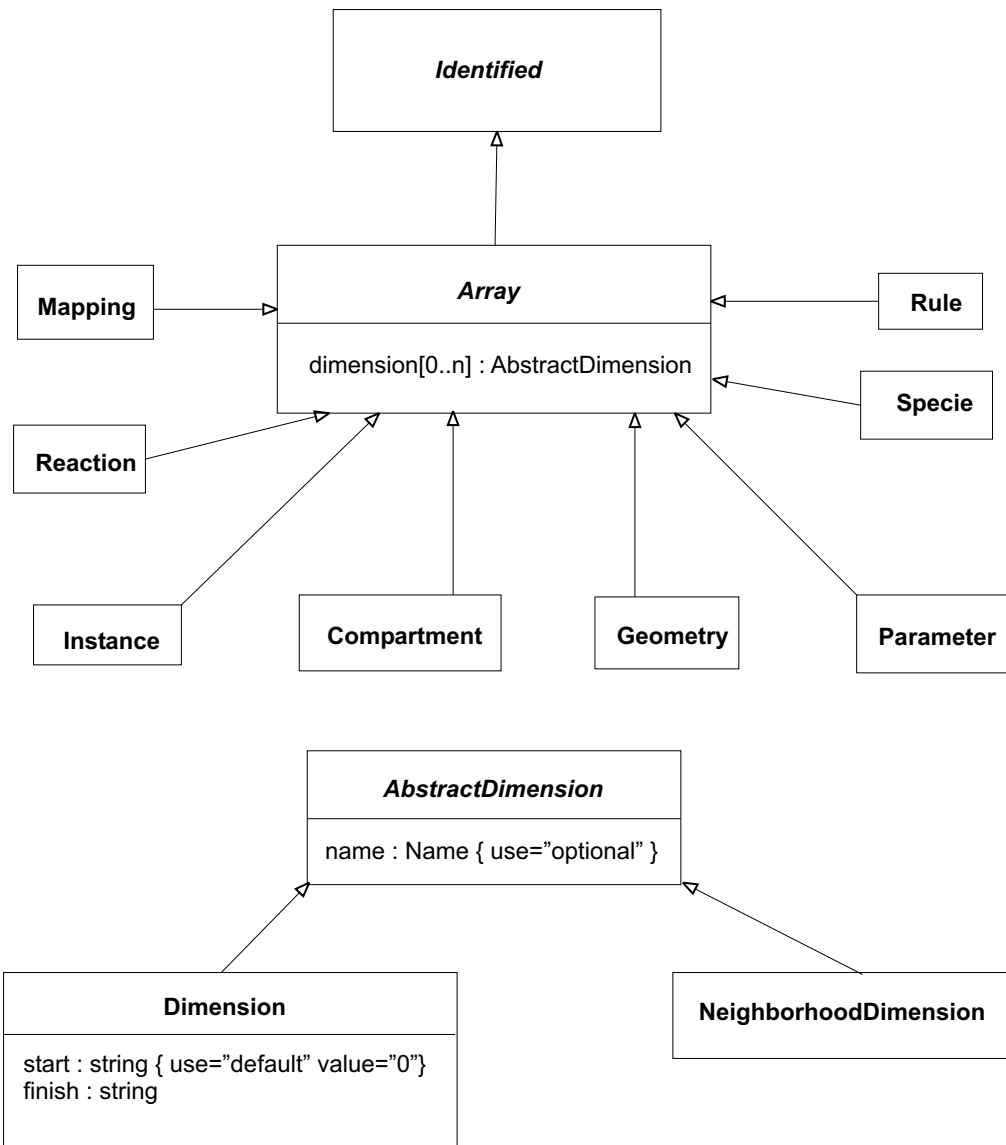 Identified
Array
Mapping
Rule
dimension[0..n] : AbstractDimension
Specie
Reaction
Instance
Compartment
Geometry
Parameter
AbstractDimension
name : Name { use=”optional” }
Dimension
NeighborhoodDimension
start : string { use=”default” value=”0”}
finish : string